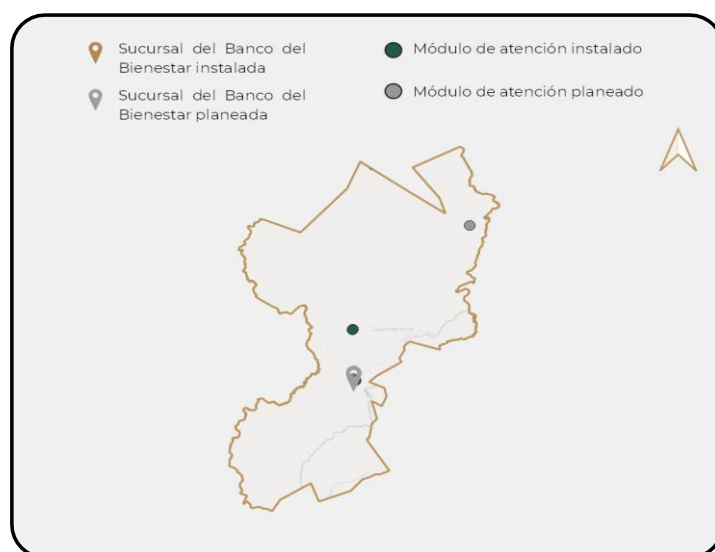 Sucursal del Banco del
Bienestar instalada
Sucursal del Banco del
Bienestar planeada
Módulo de atención instalado
Módulo de atención planeado